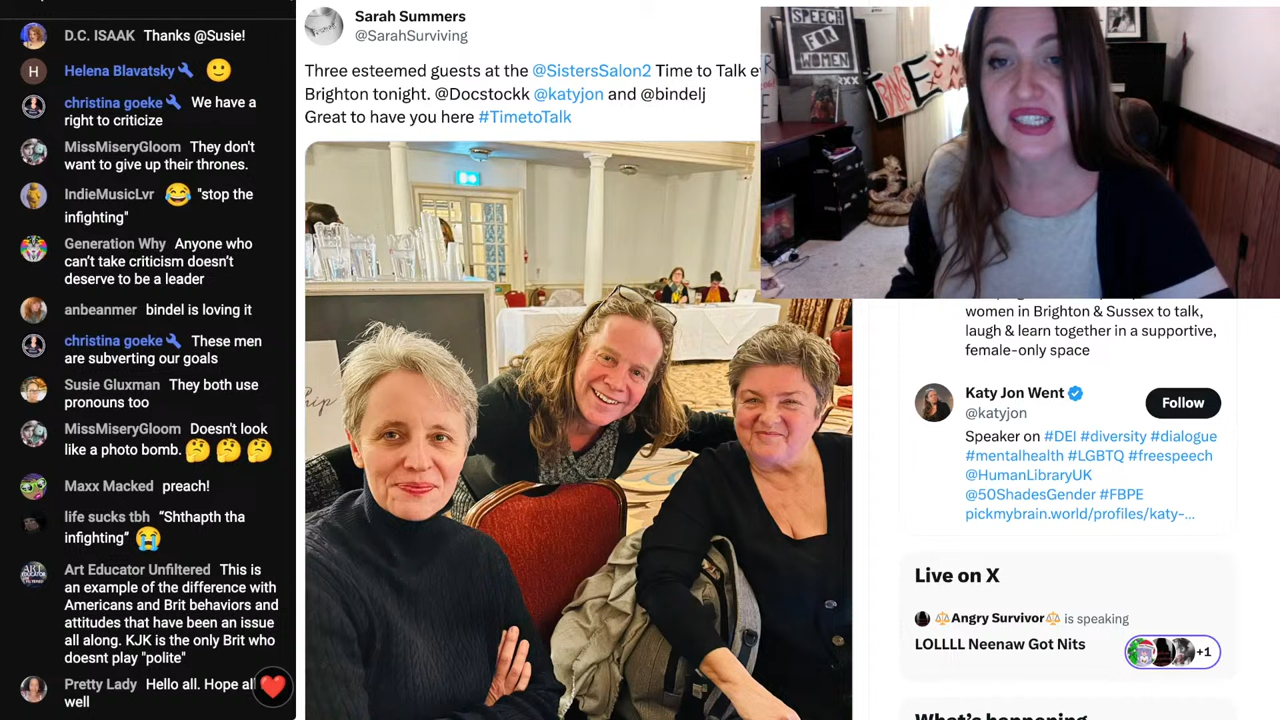 D.C. ISAAK Thanks @Susie!
H
Helena Blavatsky
christina goeke We have a
right to criticize
MissMiseryGloom They don't
want to give up their thrones.
IndieMusicLvr 😂 "stop the
infighting"
Generation Why Anyone who
can't take criticism doesn't
deserve to be a leader
anbeanmer bindel is loving it
christina goeke These men
are subverting our goals
Susie Gluxman They both use
pronouns too
MissMiseryGloom Doesn't look
like a photo bomb. 🤔 🤔 🤔
Maxx Macked preach!
life sucks tbh “Shthapth tha
infighting” 😭
Art Educator Unfiltered This is
an example of the difference with
Americans and Brit behaviors and
attitudes that have been an issue
all along. KJK is the only Brit who
doesnt play "polite"
Pretty Lady Hello all. Hope al
well
Sarah Summers
@SarahSurviving
Three esteemed guests at the @SistersSalon2 Time to Talk e
Brighton tonight. @Docstockk @katyjon and @bindelj
Great to have you here #TimetoTalk
SPEECH
FOR
WOMEN
women in Brighton & Sussex to talk,
laugh & learn together in a supportive,
female-only space
Katy Jon Went
@katyjon
Follow
Speaker on #DEI #diversity #dialogue
#mentalhealth #LGBTQ #freespeech
@HumanLibraryUK
@50ShadesGender #FBPE
pickmybrain.world/profiles/katy-...
Live on X
⚖️Angry Survivor⚖️ is speaking
LOLLLL Neenaw Got Nits
+1
What's happening